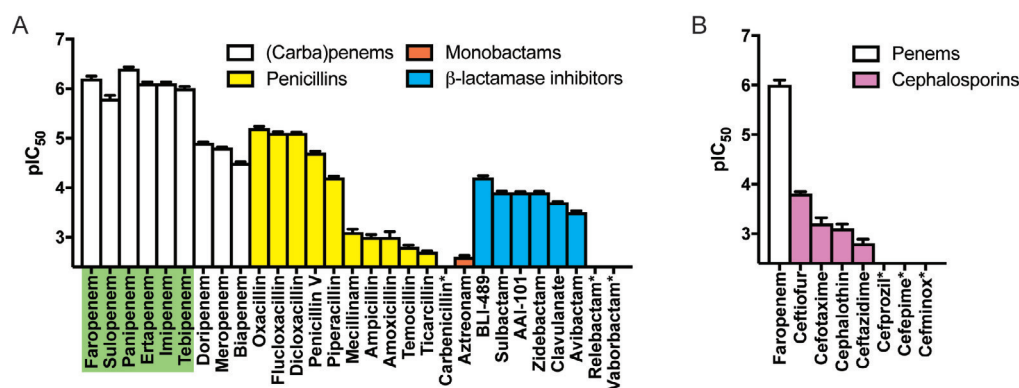 A
pIC50
7
6
5
4
3
(Carba)penems
Penicillins
Monobactams
β-lactamase inhibitors
Faropenem
Sulopenem
Panipenem
Ertapenem
Imipenem
Tebipenem
Doripenem
Meropenem
Biapenem
Oxacillin
Flucloxacillin
Dicloxacillin
Penicillin V
Piperacillin
Mecillinam
Ampicillin
Amoxicillin
Temocillin
Ticarcillin
Carbenicillin*
Aztreonam
BLI-489
Sulbactam
AAI-101
Zidebactam
Clavulanate
Avibactam
Relebactam*
Vaborbactam*
B
pIC50
7
6
5
4
3
Penems
Cephalosporins
Faropenem
Ceftiofur
Cefotaxime
Cephalothin
Ceftazidime
Cefprozil*
Cefepime*
Cefminox*